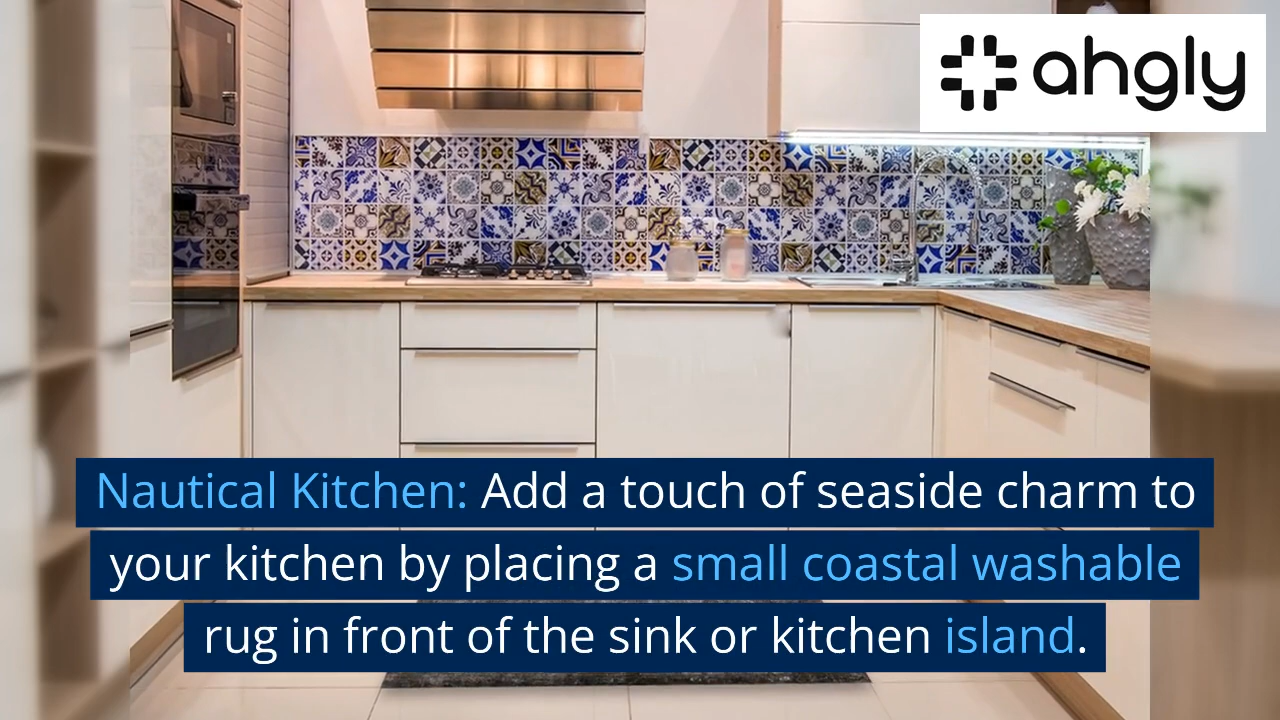 ahgly
Nautical Kitchen: Add a touch of seaside charm to
your kitchen by placing a small coastal washable
rug in front of the sink or kitchen island.